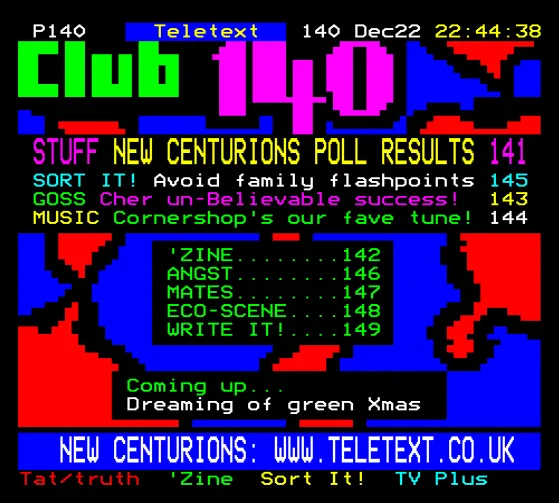 P140 Teletext 140 Dec22 22:44:38
Club 140
STUFF NEW CENTURIONS POLL RESULTS 141
SORT IT! Avoid family flashpoints 145
GOSS Cher un-Believable success! 143
MUSIC Cornershop's our fave tune! 144
'ZINE........142
ANGST........146
MATES........147
ECO-SCENE....148
WRITE IT!....149
Coming up...
Dreaming of green Xmas
NEW CENTURIONS: WWW.TELETEXT.CO.UK
Tat/truth 'Zine Sort It! TV Plus